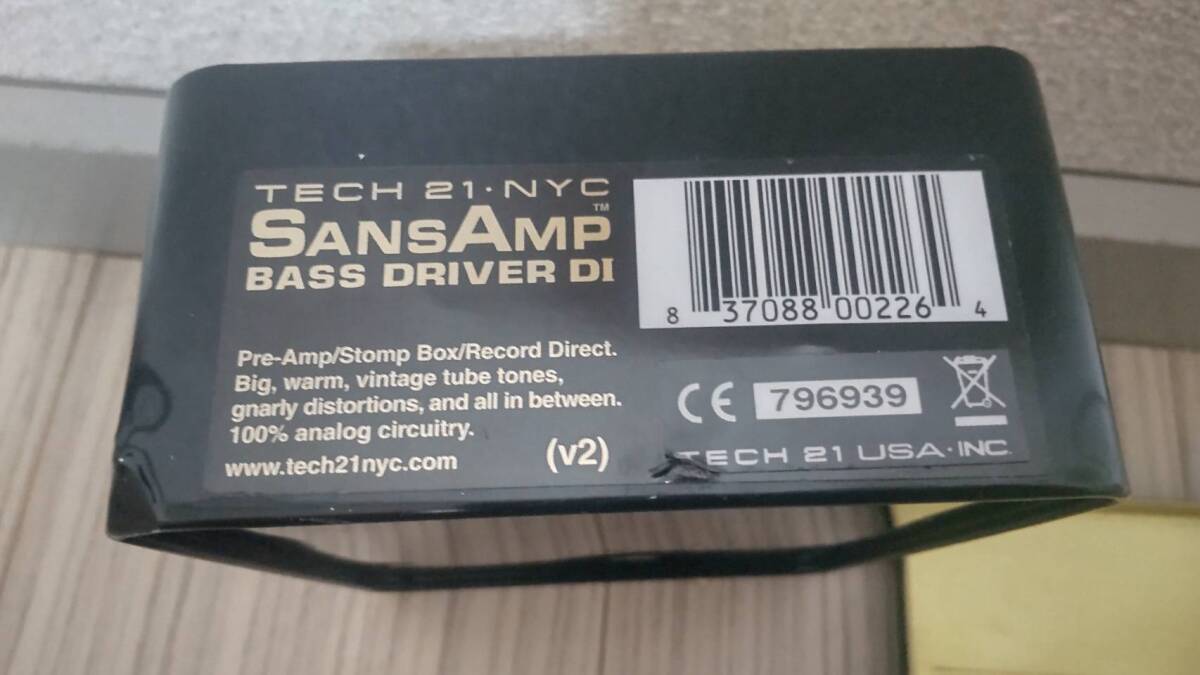 TECH 21·NYC
SANSAMP™
BASS DRIVER DI
Pre-Amp/Stomp Box/Record Direct.
Big, warm, vintage tube tones,
gnarly distortions, and all in between.
100% analog circuitry.
www.tech21nyc.com
(v2)
8 37088 00226 4
CE 796939
TECH 21 USA·INC.